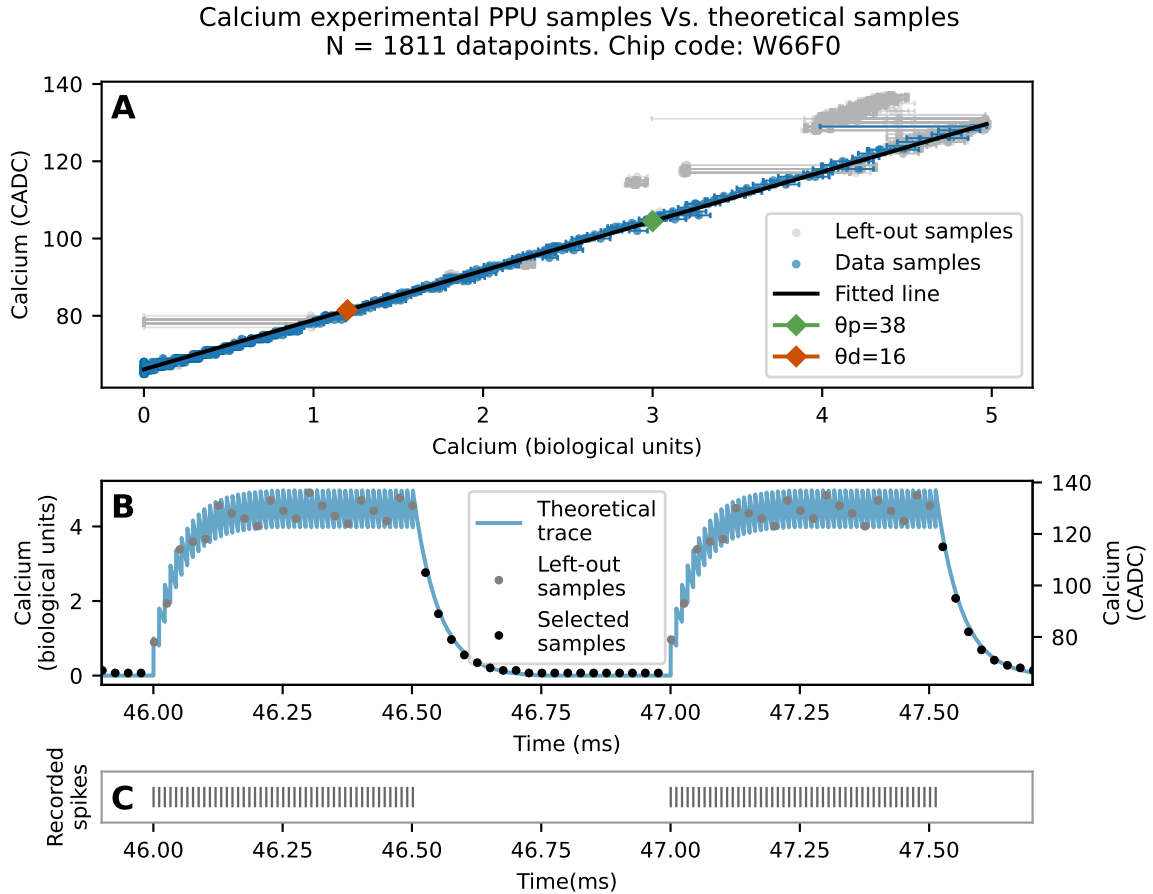 Calcium experimental PPU samples Vs. theoretical samples
N = 1811 datapoints. Chip code: W66F0
A
Calcium (CADC)
140
120
100
80
Left-out samples
Data samples
Fitted line
θp=38
θd=16
0 1 2 3 4 5
Calcium (biological units)
B
Calcium
(biological units)
4
2
0
Theoretical
trace
Left-out
samples
Selected
samples
140
120
100
80
Calcium
(CADC)
46.00 46.25 46.50 46.75 47.00 47.25 47.50
Time (ms)
Recorded
spikes
C
46.00 46.25 46.50 46.75 47.00 47.25 47.50
Time(ms)